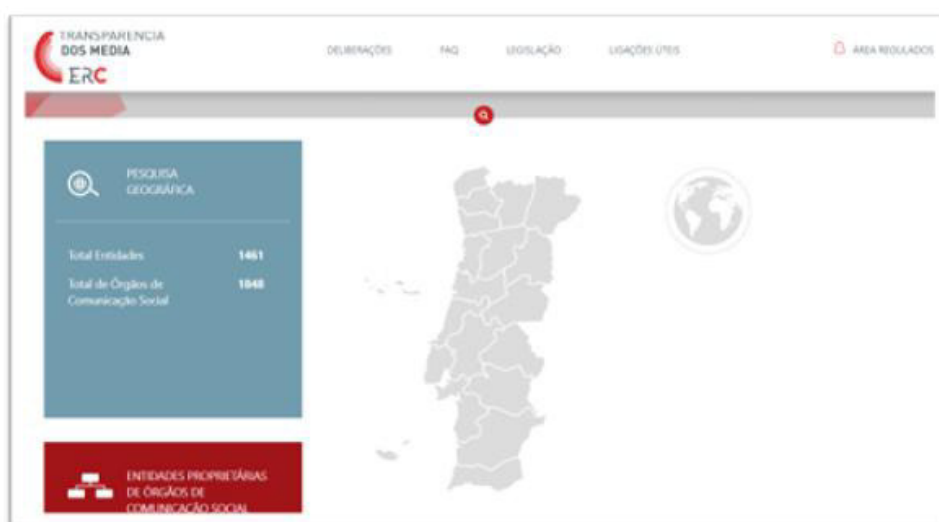 TRANSPARÊNCIA
DOS MEDIA
ERC
DELIBERAÇÕES
FAQ
LEGISLAÇÃO
LIGAÇÕES ÚTEIS
ÁREA REGULADOS
PESQUISA
GEOGRÁFICA
Total Entidades 1461
Total de Órgãos de 1848
Comunicação Social
ENTIDADES PROPRIETÁRIAS
DE ÓRGÃOS DE
COMUNICAÇÃO SOCIAL